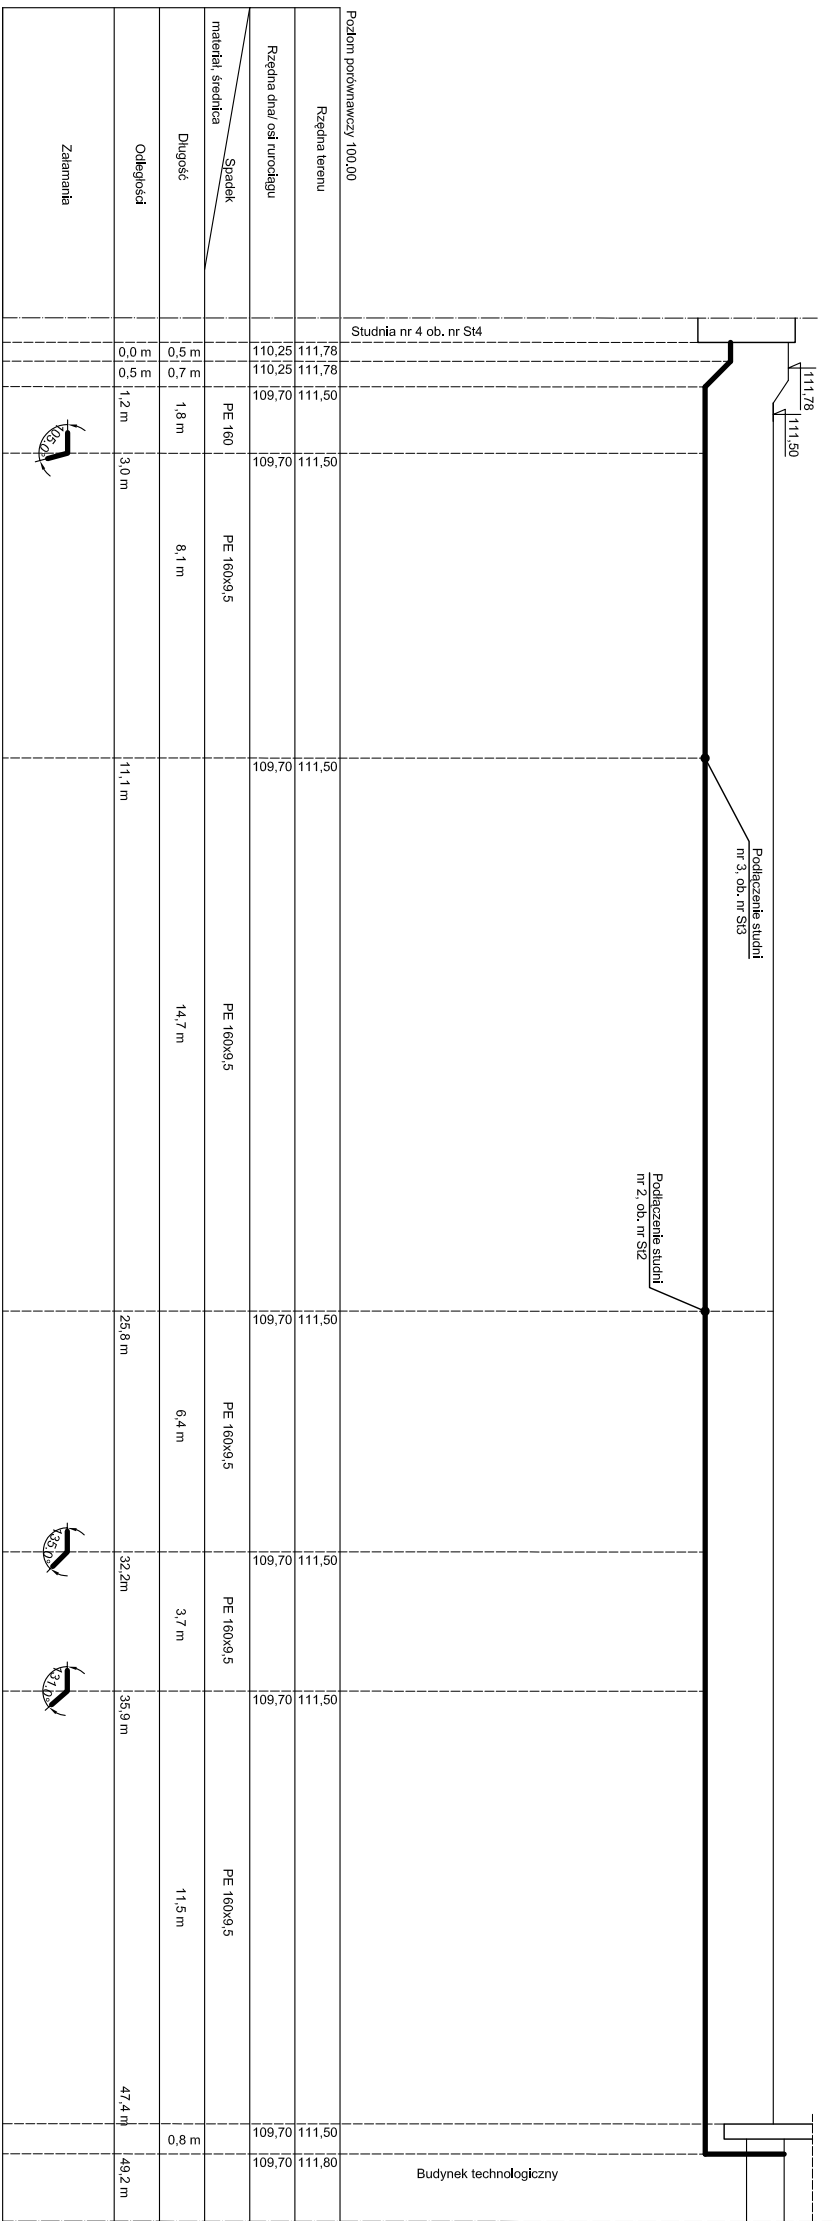 111,78
111,50
Podłączenie studni
nr 3, ob. nr St3
Podłączenie studni
nr 2, ob. nr St2
Studnia nr 4 ob. nr St4
Budynek technologiczny
Poziom porównawczy 100.00
Rzędna terenu
111,78
111,78
111,50
111,50
111,50
111,50
111,50
111,50
111,50
111,80
Rzędna dna/ osi rurociągu
110,25
110,25
109,70
109,70
109,70
109,70
109,70
109,70
109,70
109,70
Spadek
materiał, średnica
PE 160
PE 160x9,5
PE 160x9,5
PE 160x9,5
PE 160x9,5
PE 160x9,5
Długość
0,5 m
0,7 m
1,8 m
8,1 m
14,7 m
6,4 m
3,7 m
11,5 m
0,8 m
Odległości
0,0 m
0,5 m
1,2 m
3,0 m
11,1 m
25,8 m
32,2m
35,9 m
47,4 m
49,2 m
Załamania
105,0°
135,0°
131,0°